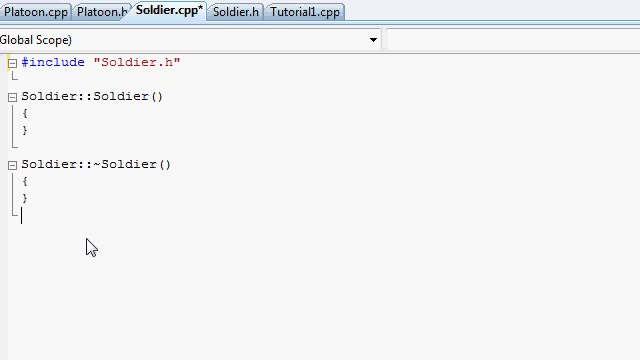 Platoon.cpp Platoon.h Soldier.cpp* Soldier.h Tutorial1.cpp
Global Scope)
#include "Soldier.h"
Soldier::Soldier()
{
}
Soldier::~Soldier()
{
}